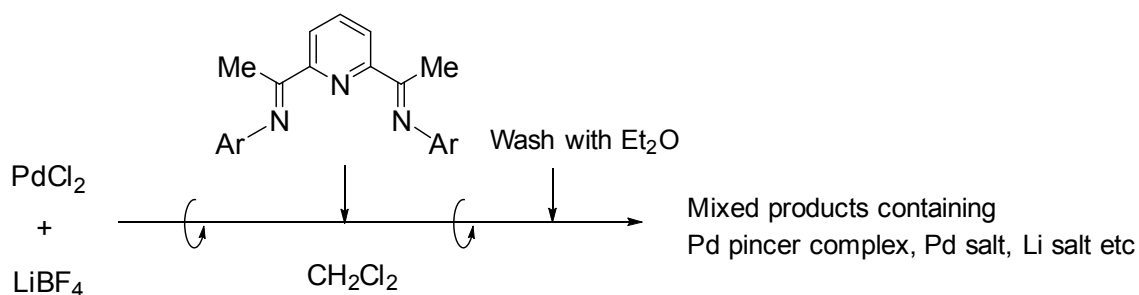 Me
Me
N
N
N
Ar
Ar
Wash with Et2O
PdCl2
+
LiBF4
CH2Cl2
Mixed products containing
Pd pincer complex, Pd salt, Li salt etc